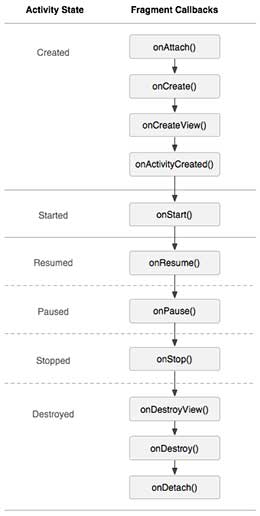 Activity State Fragment Callbacks
Created
onAttach()
onCreate()
onCreateView()
onActivityCreated()
Started onStart()
Resumed onResume()
Paused onPause()
Stopped onStop()
Destroyed onDestroyView()
onDestroy()
onDetach()